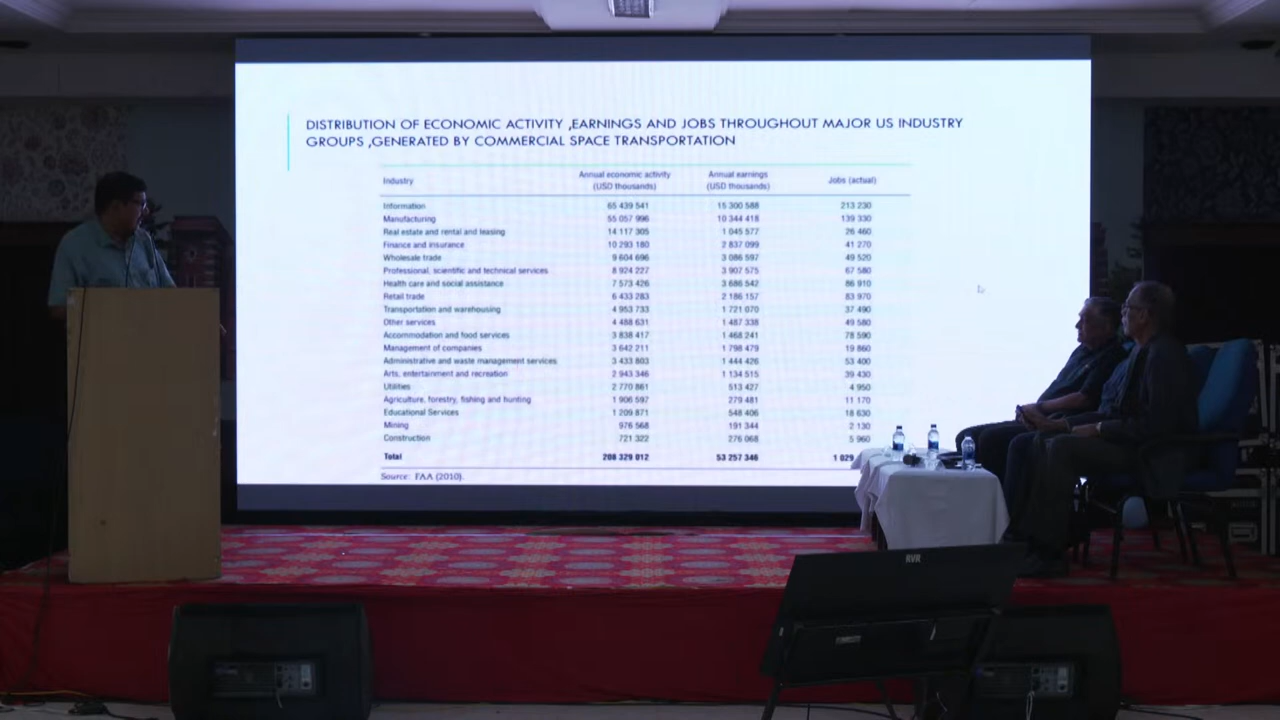 DISTRIBUTION OF ECONOMIC ACTIVITY ,EARNINGS AND JOBS THROUGHOUT MAJOR US INDUSTRY
GROUPS ,GENERATED BY COMMERCIAL SPACE TRANSPORTATION
Industry Annual economic activity (USD thousands) Annual earnings (USD thousands) Jobs (actual)
Information 65 439 541 15 300 588 213 230
Manufacturing 55 057 996 10 344 418 139 330
Real estate and rental and leasing 14 117 305 1 045 577 26 460
Finance and insurance 10 293 180 2 837 099 41 270
Wholesale trade 9 604 696 3 086 597 49 520
Professional, scientific and technical services 8 924 227 3 907 575 67 580
Health care and social assistance 7 573 426 3 686 542 86 910
Retail trade 6 433 283 2 186 157 83 970
Transportation and warehousing 4 953 733 1 721 070 37 490
Other services 4 488 631 1 487 338 49 580
Accommodation and food services 3 838 417 1 468 241 78 590
Management of companies 3 642 211 1 798 479 19 860
Administrative and waste management services 3 433 803 1 444 426 53 400
Arts, entertainment and recreation 2 943 346 1 134 515 39 430
Utilities 2 770 861 513 427 4 950
Agriculture, forestry, fishing and hunting 1 906 597 279 481 11 170
Educational Services 1 209 871 548 406 18 630
Mining 976 568 191 344 2 130
Construction 721 322 276 068 5 960
Total 208 329 012 53 257 346 1 029
Source: FAA (2010).
RVR